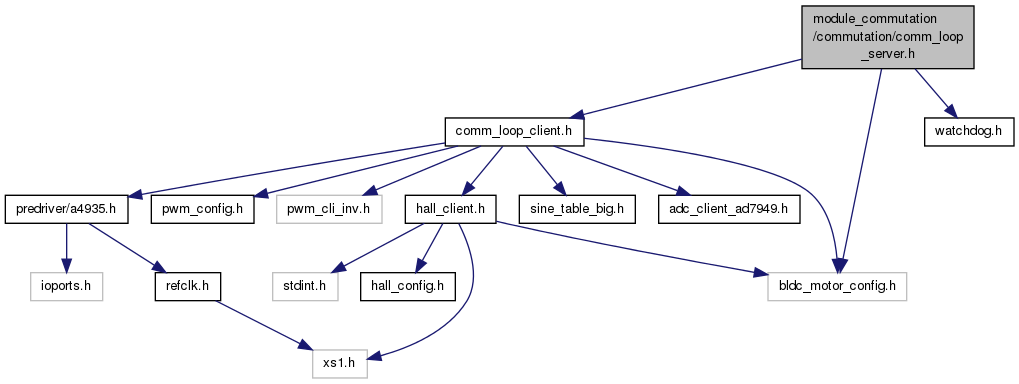 module_commutation
/commutation/comm_loop
_server.h
comm_loop_client.h
watchdog.h
predriver/a4935.h
pwm_config.h
pwm_cli_inv.h
hall_client.h
sine_table_big.h
adc_client_ad7949.h
ioports.h
refclk.h
stdint.h
hall_config.h
bldc_motor_config.h
xs1.h